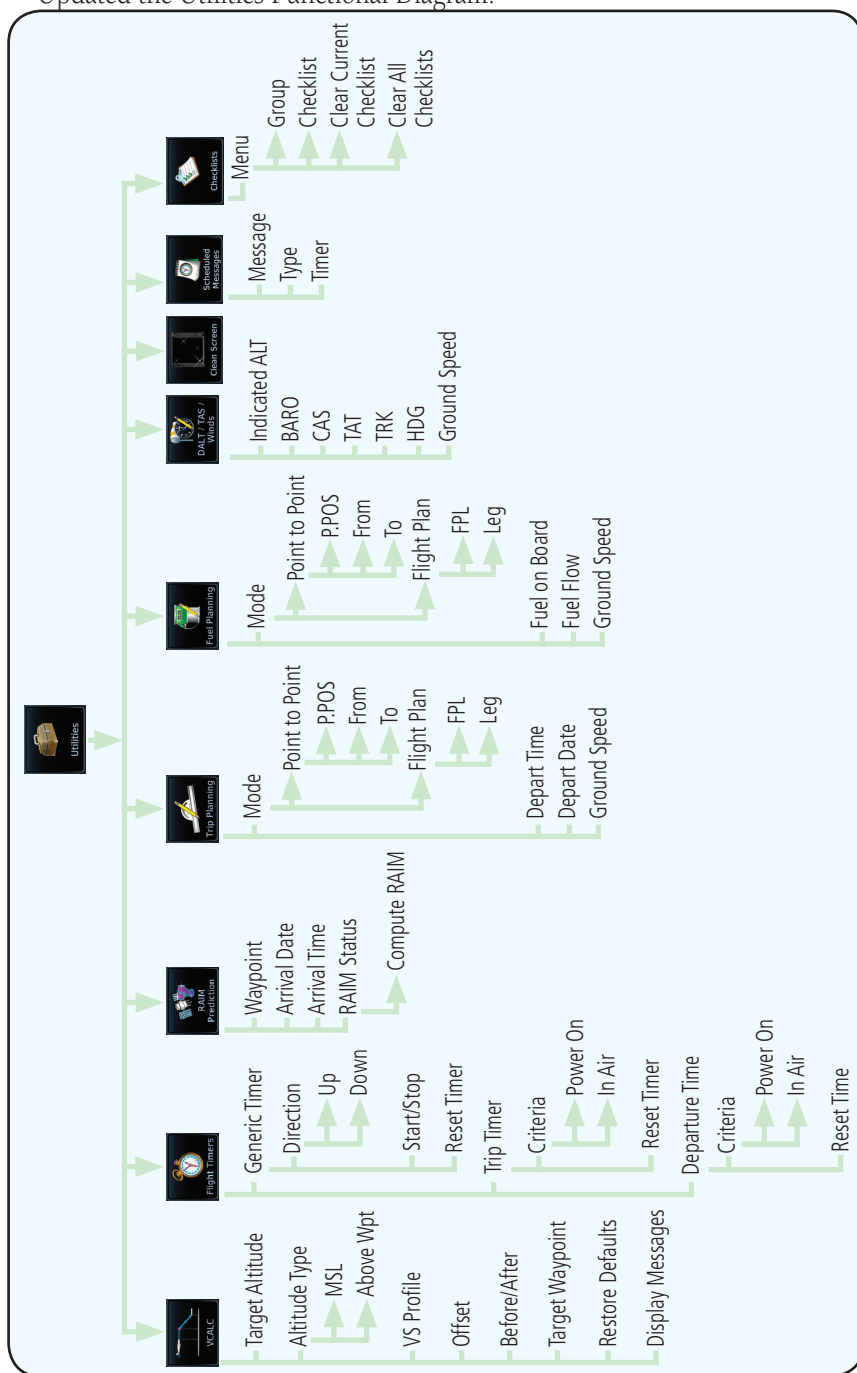 Updated the Utilities Functional Diagram.
Utilities
VCALC
Target Altitude
Altitude Type
MSL
Above Wpt
VS Profile
Offset
Before/After
Target Waypoint
Restore Defaults
Display Messages
Flight Timers
Generic Timer
Direction
Up
Down
Start/Stop
Reset Timer
Trip Timer
Criteria
Power On
In Air
Reset Timer
Departure Time
Criteria
Power On
In Air
Reset Time
RAIM
Prediction
Waypoint
Arrival Date
Arrival Time
RAIM Status
Compute RAIM
Trip Planning
Mode
Point to Point
P.POS
From
To
Flight Plan
FPL
Leg
Depart Time
Depart Date
Ground Speed
Fuel Planning
Mode
Point to Point
P.POS
From
To
Flight Plan
FPL
Leg
Fuel on Board
Fuel Flow
Ground Speed
DALT / TAS /
Winds
Indicated ALT
BARO
CAS
TAT
TRK
HDG
Ground Speed
Clean Screen
Scheduled
Messages
Message
Type
Timer
Checklists
Menu
Group
Checklist
Clear Current
Checklist
Clear All
Checklists